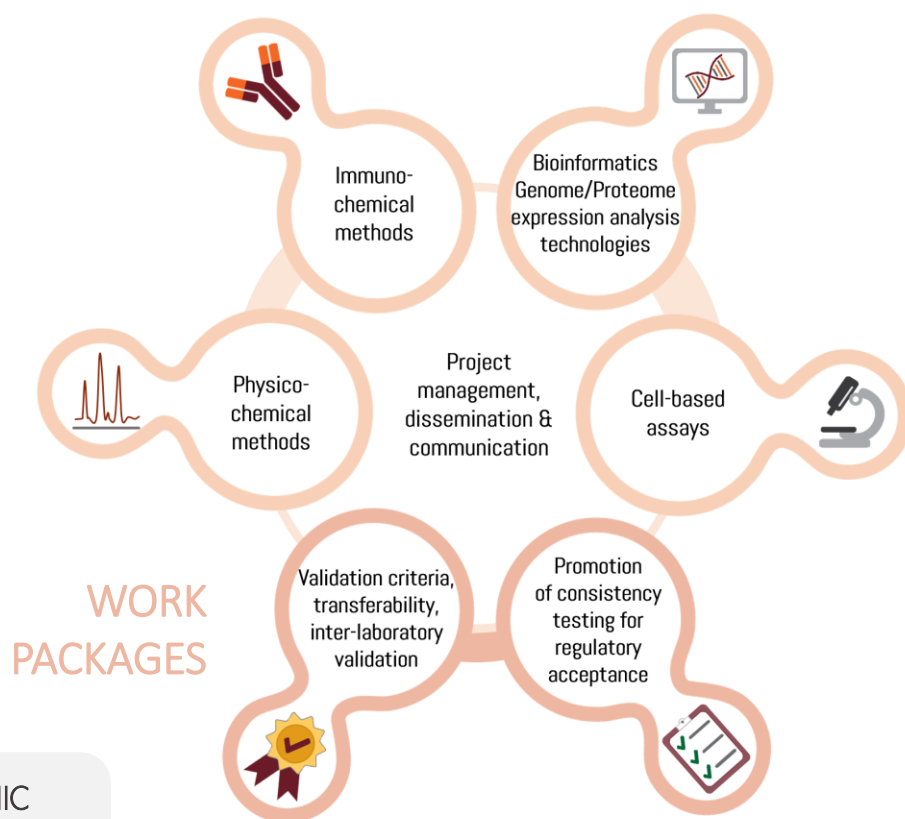 Immuno-
chemical
methods
Bioinformatics
Genome/Proteome
expression analysis
technologies
Physico-
chemical
methods
Project
management,
dissemination &
communication
Cell-based
assays
Validation criteria,
transferability,
inter-laboratory
validation
Promotion
of consistency
testing for
regulatory
acceptance
WORK
PACKAGES